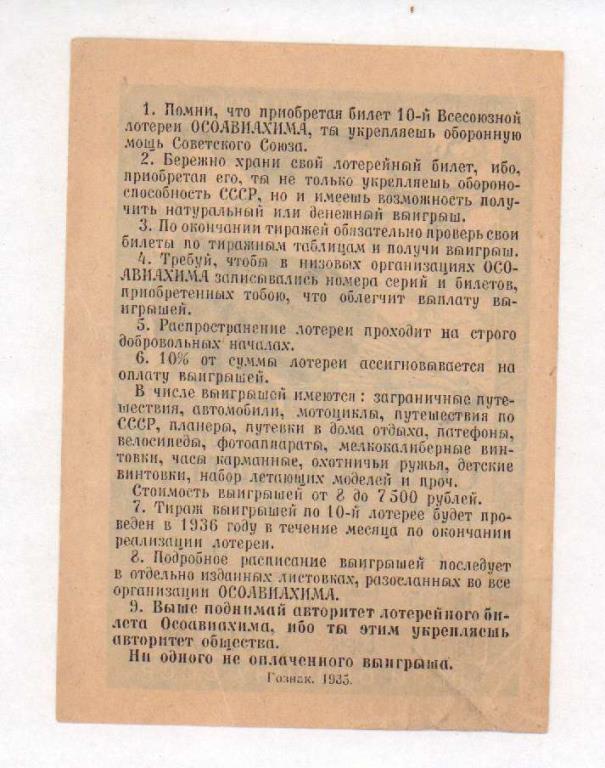 1. Помни, что приобретая билет 10-й Всесоюзной
лотереи ОСОАВИАХИМА, ты укрепляешь оборонную
мощь Советского Союза.
2. Бережно храни свой лотерейный билет, ибо,
приобретая его, ты не только укрепляешь обороно-
способность СССР, но и имеешь возможность полу-
чить натуральный или денежный выигрыш.
3. По окончании тиражей обязательно проверь свои
билеты по тиражным таблицам и получи выигрыш.
4. Требуй, чтобы в низовых организациях ОСО-
АВИАХИМА записывались номера серий и билетов,
приобретенных тобою, что облегчит выплату вы-
игрышей.
5. Распространение лотереи проходит на строго
добровольных началах.
6. 10% от суммы лотереи ассигновывается на
оплату выигрышей.
В числе выигрышей имеются: заграничные путе-
шествия, автомобили, мотоциклы, путешествия по
СССР, планеры, путевки в дома отдыха, патефоны,
велосипеды, фотоаппараты, мелкокалиберные вин-
товки, часы карманные, охотничьи ружья, детские
винтовки, набор летающих моделей и проч.
Стоимость выигрышей от 8 до 7500 рублей.
7. Тираж выигрышей по 10-й лотерее будет про-
веден в 1936 году в течение месяца по окончании
реализации лотереи.
8. Подробное расписание выигрышей последует
в отдельно изданных листовках, разосланных во все
организации ОСОАВИАХИМА.
9. Выше поднимай авторитет лотерейного би-
лета Осоавиахима, ибо ты этим укрепляешь
авторитет общества.
Ни одного не оплаченного выигрыша.
Гознак. 1935.